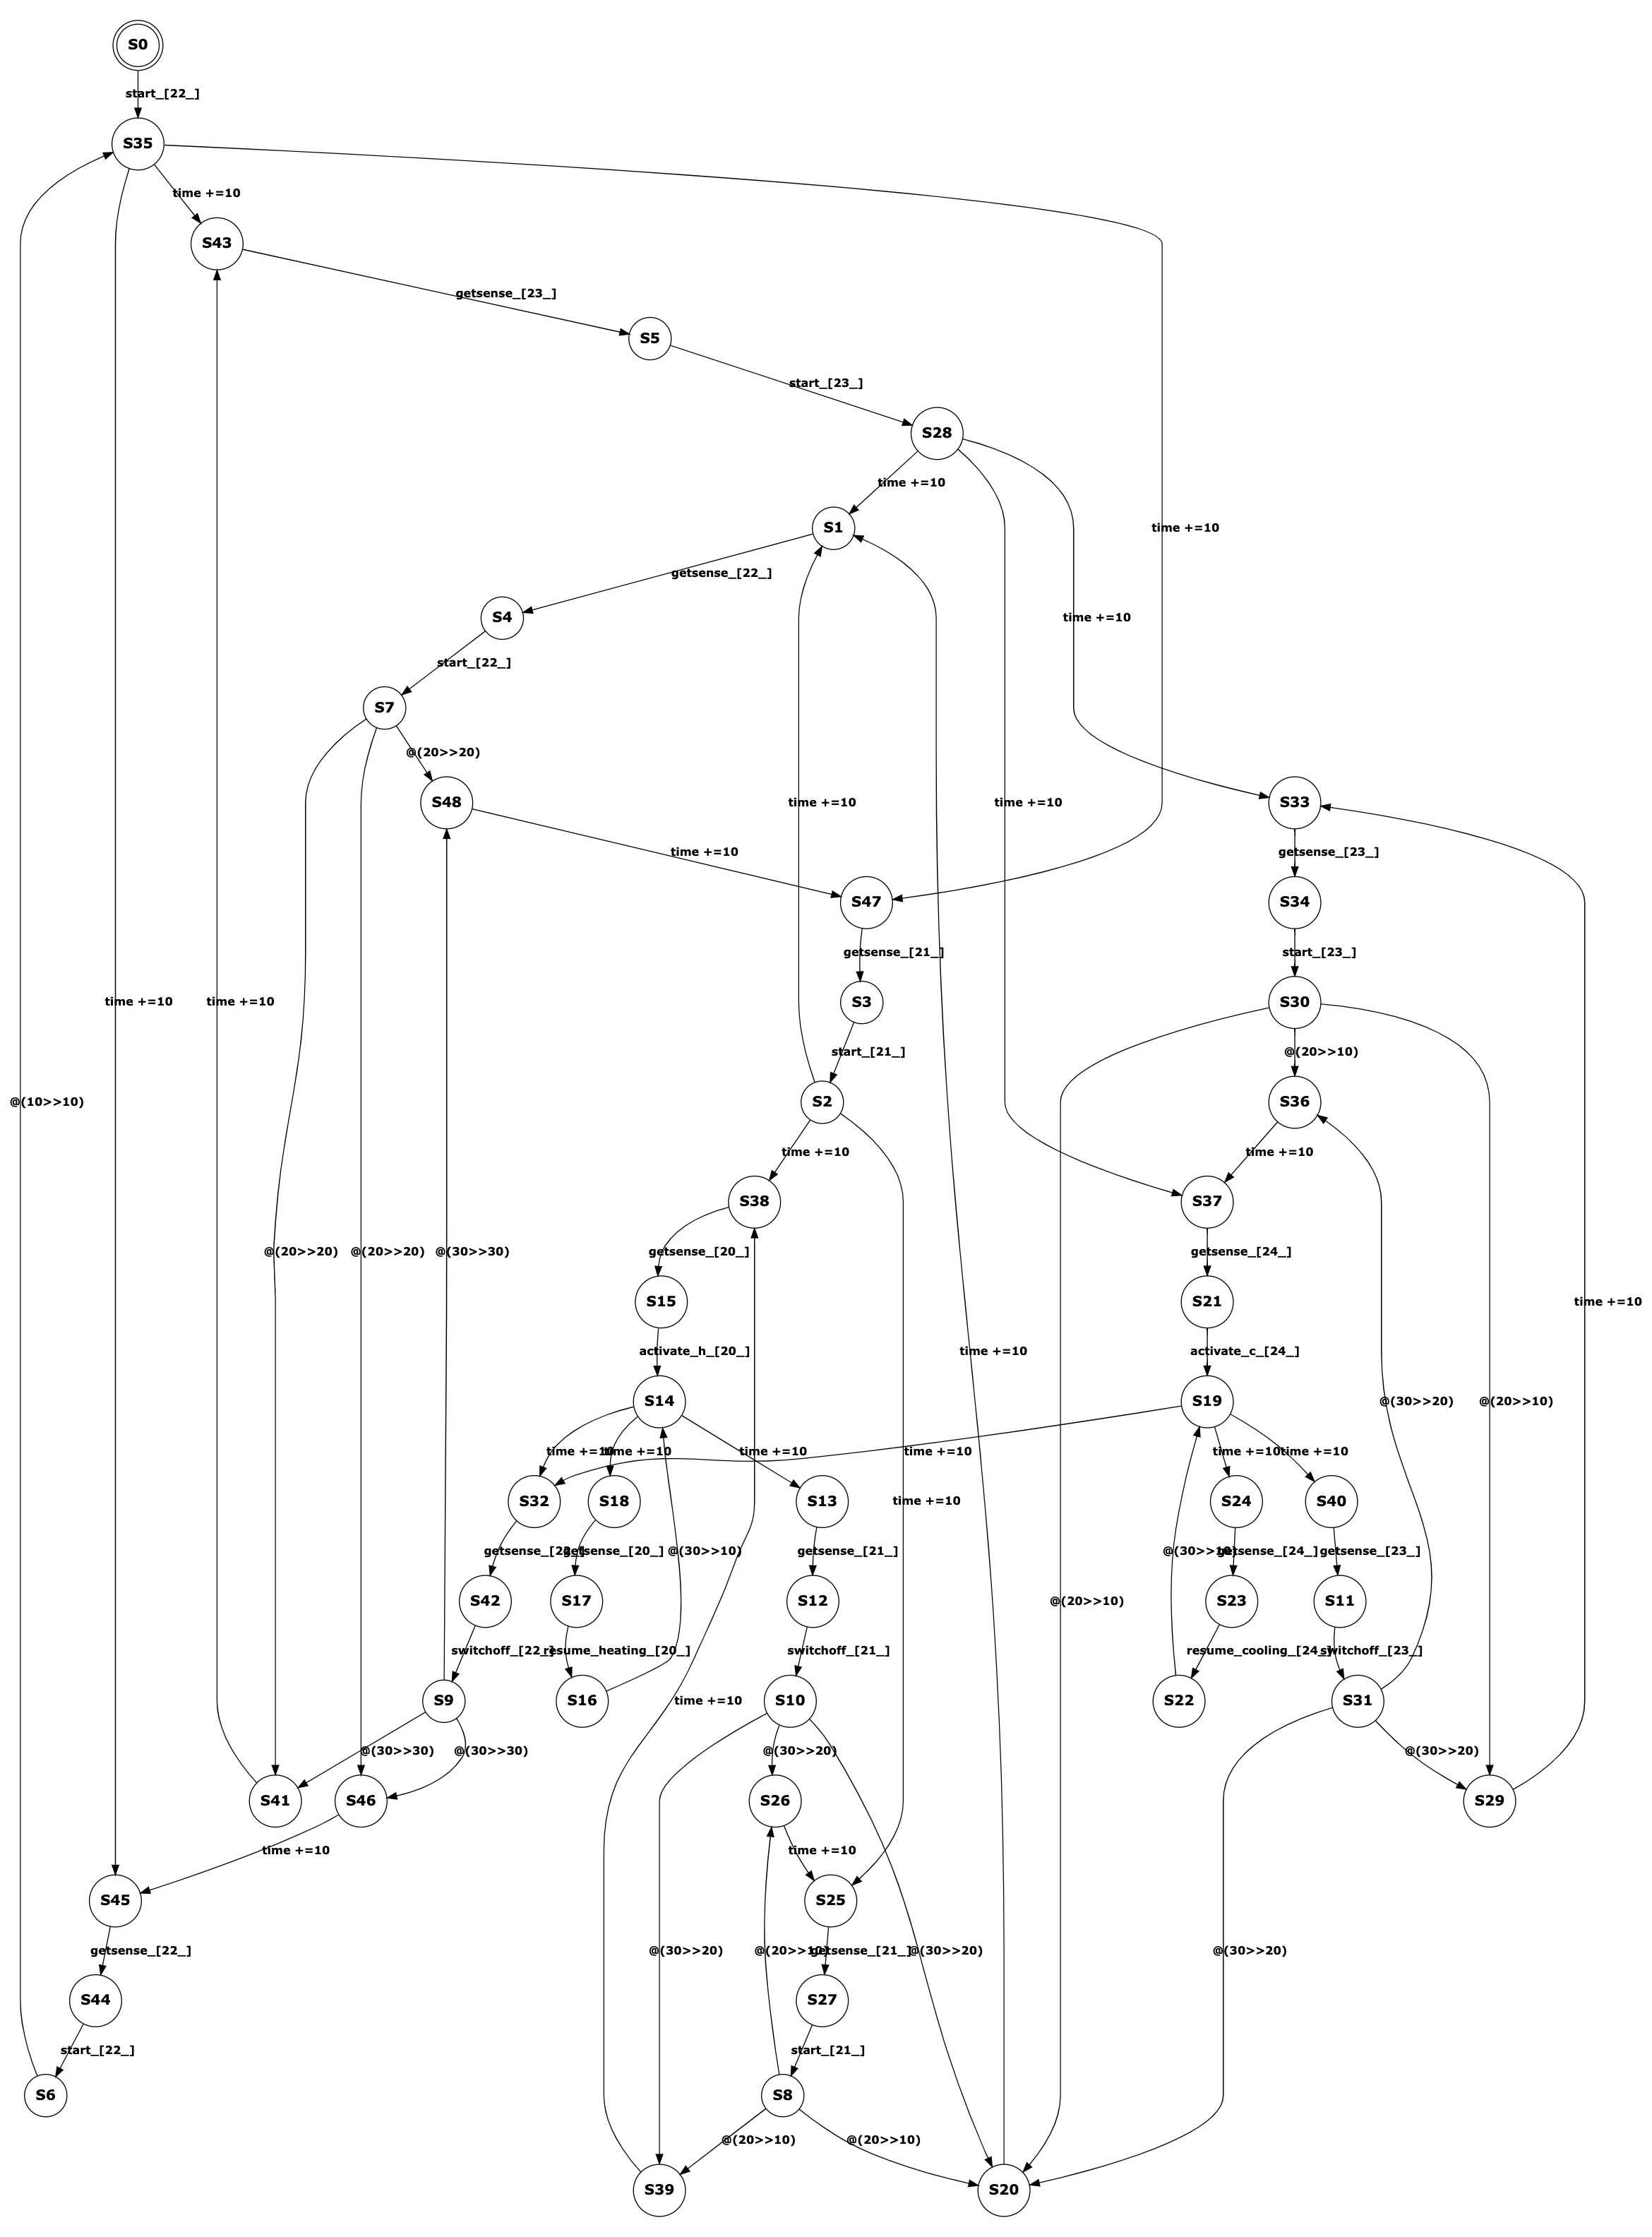 S0
start_[22_]
S35
time +=10
S43
getsense_[23_]
S5
start_[23_]
S28
time +=10
S1
time +=10
getsense_[22_]
time +=10
S4
start_[22_]
S7
@(20>>20)
S48
time +=10
time +=10
S33
time +=10
getsense_[23_]
S47
S34
getsense_[21_]
start_[23_]
time +=10
time +=10
S3
S30
start_[21_]
@(20>>10)
@(10>>10)
S2
S36
time +=10
time +=10
S38
S37
@(20>>20)
@(20>>20)
@(30>>30)
getsense_[20_]
getsense_[24_]
S15
S21
time +=10
activate_h_[20_]
time +=10
activate_c_[24_]
S14
S19
@(30>>20)
@(20>>10)
time +=10
time +=10
time +=10
time +=10
time +=10
time +=10
S32
S18
S13
time +=10
S24
S40
getsense_[22_]
getsense_[20_]
@(30>>10)
getsense_[21_]
@(30>>10)
getsense_[24_]
getsense_[23_]
S42
S17
S12
@(20>>10)
S23
S11
switchoff_[22_]
resume_heating_[20_]
switchoff_[21_]
resume_cooling_[24_]
switchoff_[23_]
S9
S16
time +=10
S10
S22
S31
@(30>>30)
@(30>>30)
@(30>>20)
@(30>>20)
S41
S46
S26
S29
time +=10
time +=10
S45
S25
getsense_[22_]
@(30>>20)
@(20>>10)
getsense_[21_]
@(30>>20)
@(30>>20)
S44
S27
start_[22_]
start_[21_]
S6
S8
@(20>>10)
@(20>>10)
S39
S20